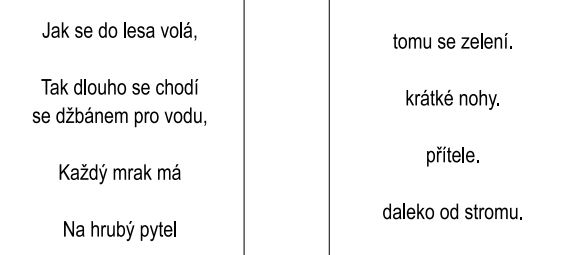 Jak se do lesa volá,
Tak dlouho se chodí
se džbánem pro vodu,
Každý mrak má
Na hrubý pytel
tomu se zelení.
krátké nohy.
přítele.
daleko od stromu.